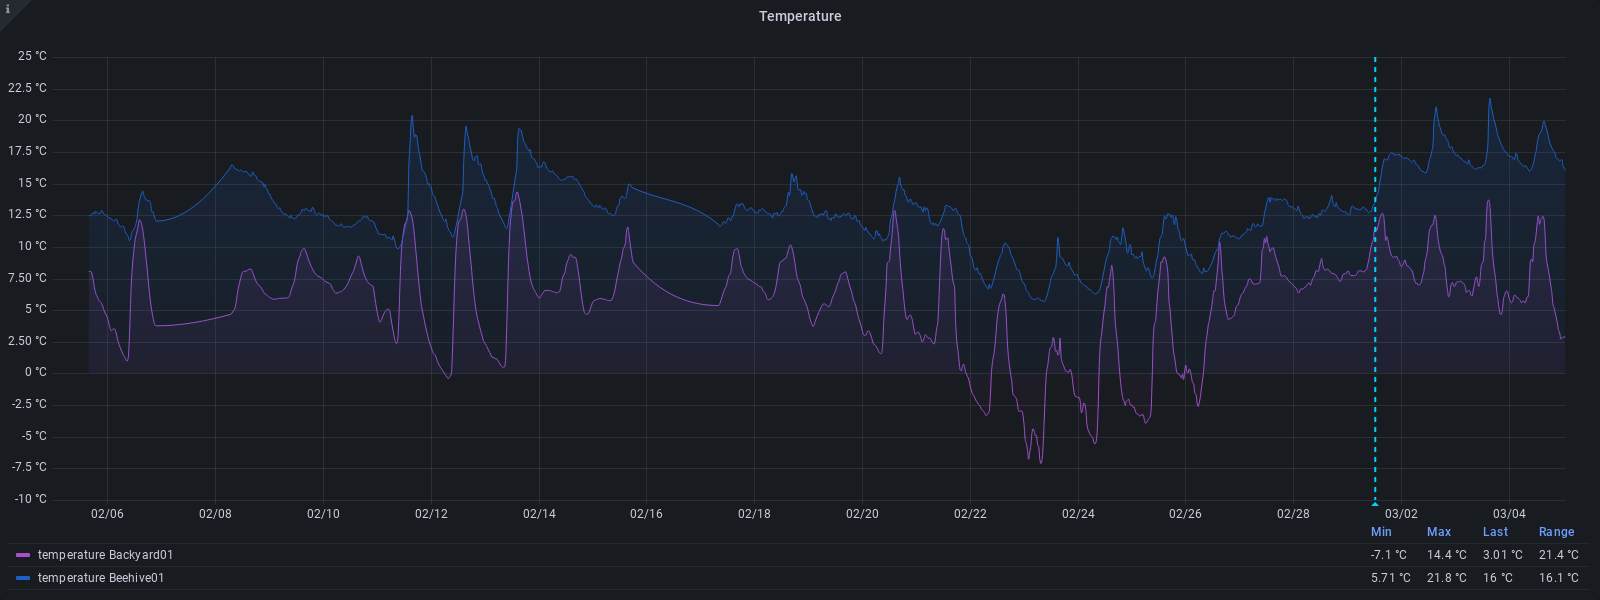 i
Temperature
25 °C
22.5 °C
20 °C
17.5 °C
15 °C
12.5 °C
10 °C
7.50 °C
5 °C
2.50 °C
0 °C
-2.5 °C
-5 °C
-7.5 °C
-10 °C
02/06 02/08 02/10 02/12 02/14 02/16 02/18 02/20 02/22 02/24 02/26 02/28 03/02 03/04
Min Max Last Range
temperature Backyard01 -7.1 °C 14.4 °C 3.01 °C 21.4 °C
temperature Beehive01 5.71 °C 21.8 °C 16 °C 16.1 °C